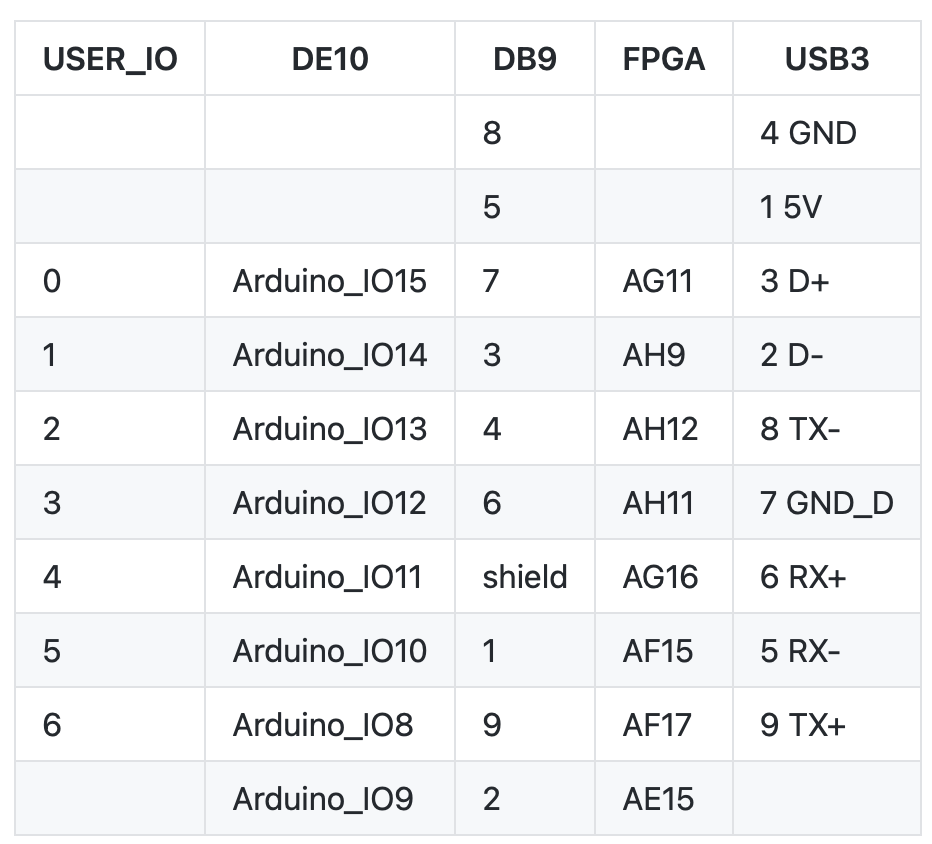 USER_IO DE10 DB9 FPGA USB3
8 4 GND
5 1 5V
0 Arduino_IO15 7 AG11 3 D+
1 Arduino_IO14 3 AH9 2 D-
2 Arduino_IO13 4 AH12 8 TX-
3 Arduino_IO12 6 AH11 7 GND_D
4 Arduino_IO11 shield AG16 6 RX+
5 Arduino_IO10 1 AF15 5 RX-
6 Arduino_IO8 9 AF17 9 TX+
Arduino_IO9 2 AE15